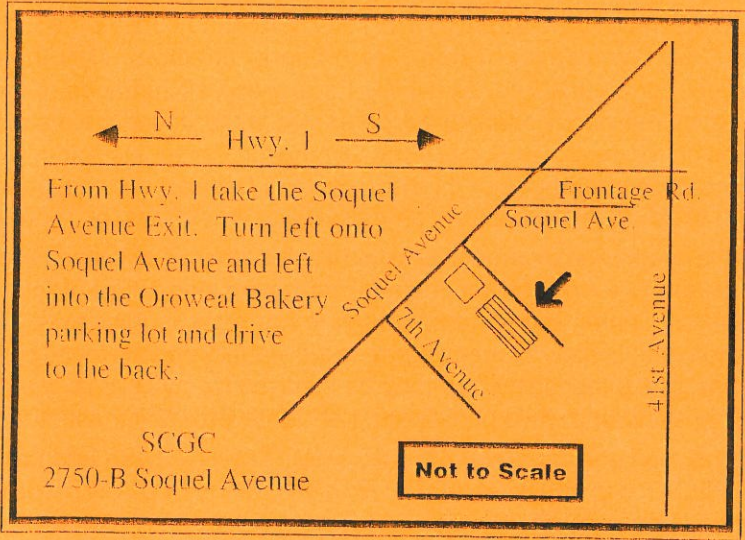 N Hwy. 1 S
From Hwy. 1 take the Soquel
Avenue Exit. Turn left onto
Soquel Avenue and left
into the Oroweat Bakery
parking lot and drive
to the back.
Frontage Rd.
Soquel Ave.
Soquel Avenue
7th Avenue
41st Avenue
SCGC
2750-B Soquel Avenue
Not to Scale